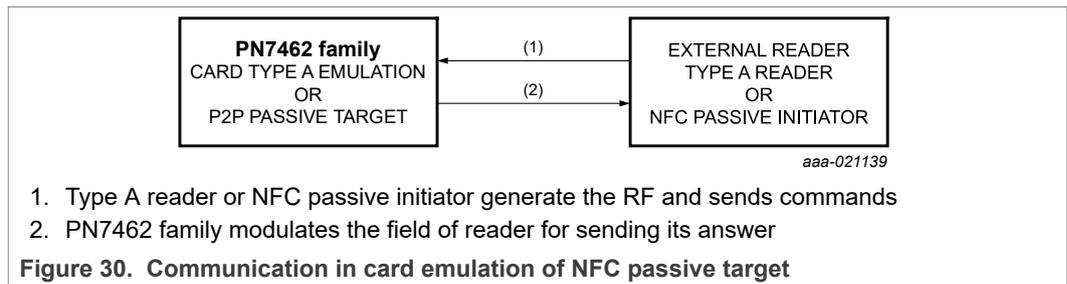 PN7462 family
CARD TYPE A EMULATION
OR
P2P PASSIVE TARGET
(1)
(2)
EXTERNAL READER
TYPE A READER
OR
NFC PASSIVE INITIATOR
aaa-021139
1. Type A reader or NFC passive initiator generate the RF and sends commands
2. PN7462 family modulates the field of reader for sending its answer
Figure 30. Communication in card emulation of NFC passive target